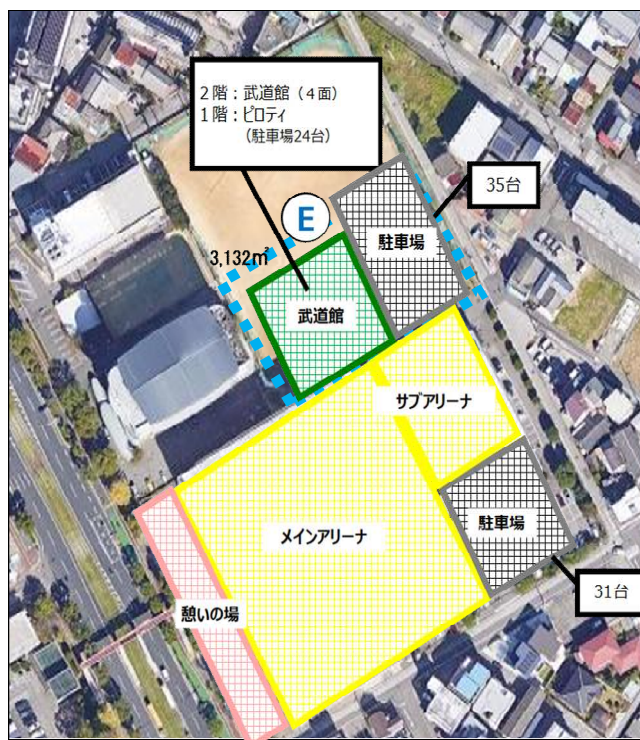 2階：武道館（４面）
1階：ピロティ
（駐車場24台）
35台
E
駐車場
3,132㎡
武道館
サブアリーナ
メインアリーナ
駐車場
31台
憩いの場